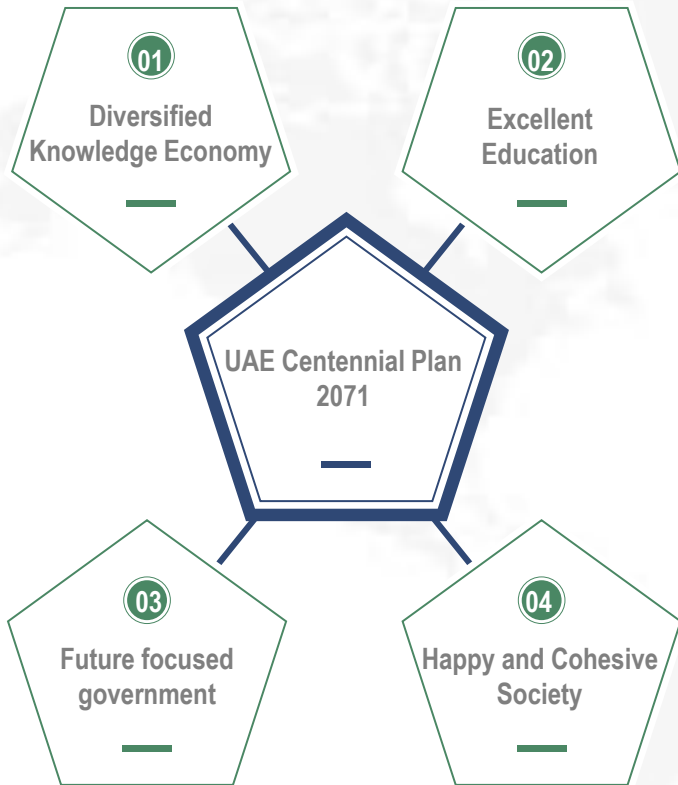 01
Diversified
Knowledge Economy
02
Excellent
Education
UAE Centennial Plan
2071
03
Future focused
government
04
Happy and Cohesive
Society